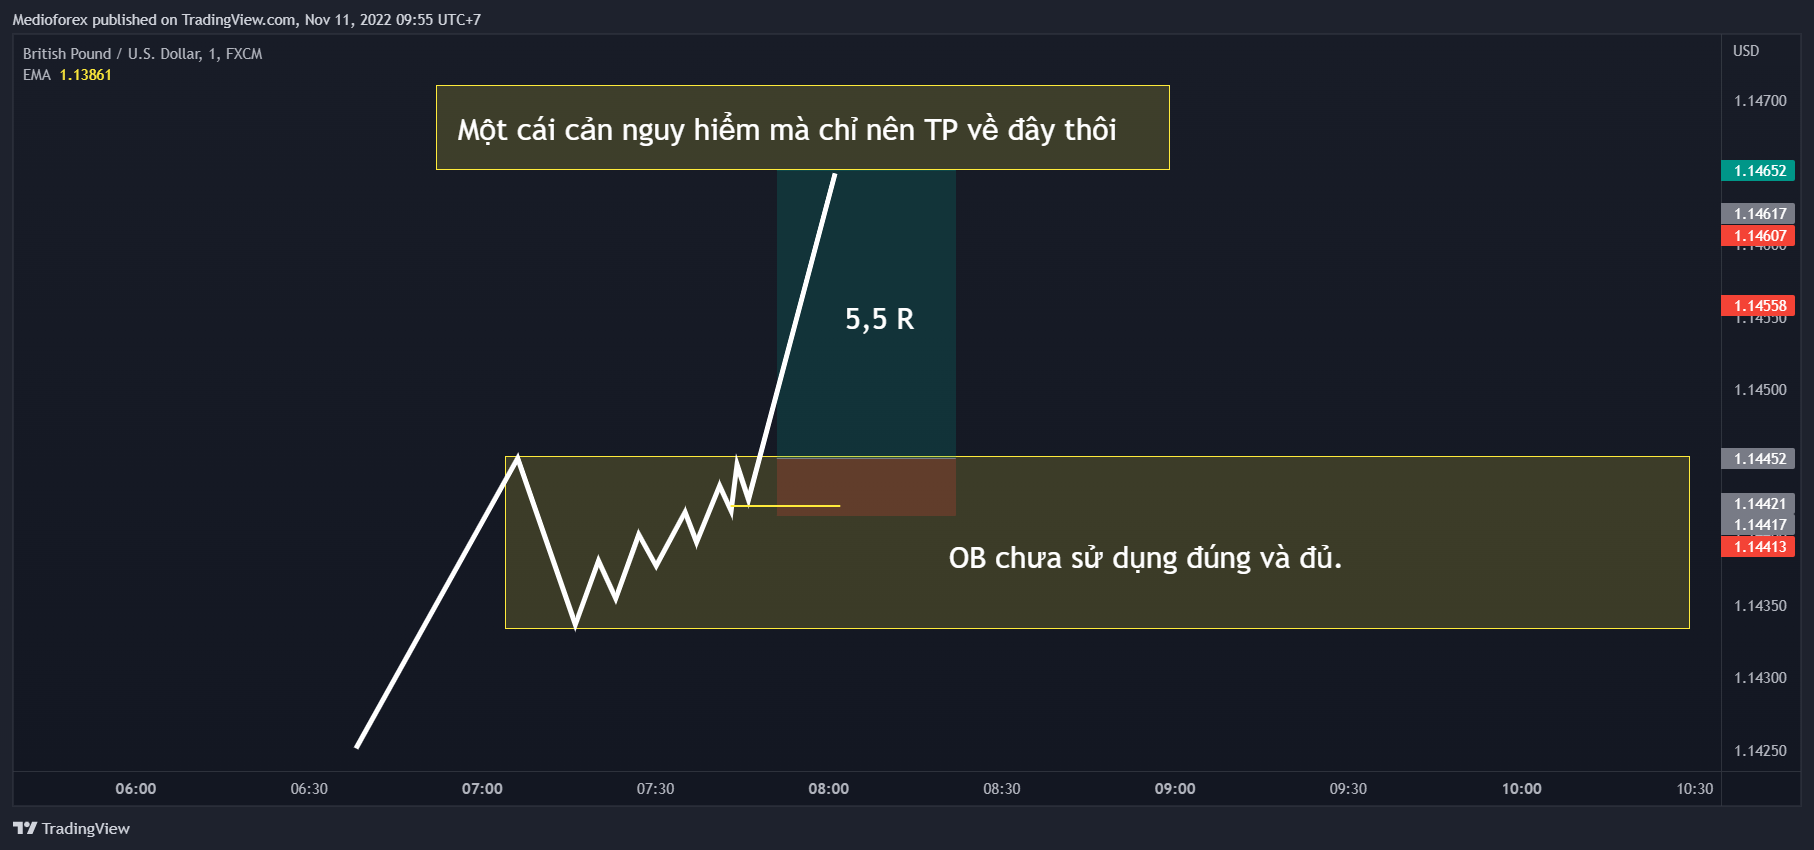 Medioforex published on TradingView.com, Nov 11, 2022 09:55 UTC+7
British Pound / U.S. Dollar, 1, FXCM
EMA 1.13861
USD
Một cái cản nguy hiểm mà chỉ nên TP về đây thôi
1.14700
1.14652
1.14617
1.14607
1.14600
5,5 R
1.14558
1.14550
1.14500
1.14452
1.14421
1.14417
1.14413
OB chưa sử dụng đúng và đủ.
1.14350
1.14300
1.14250
06:00 06:30 07:00 07:30 08:00 08:30 09:00 09:30 10:00 10:30
TradingView